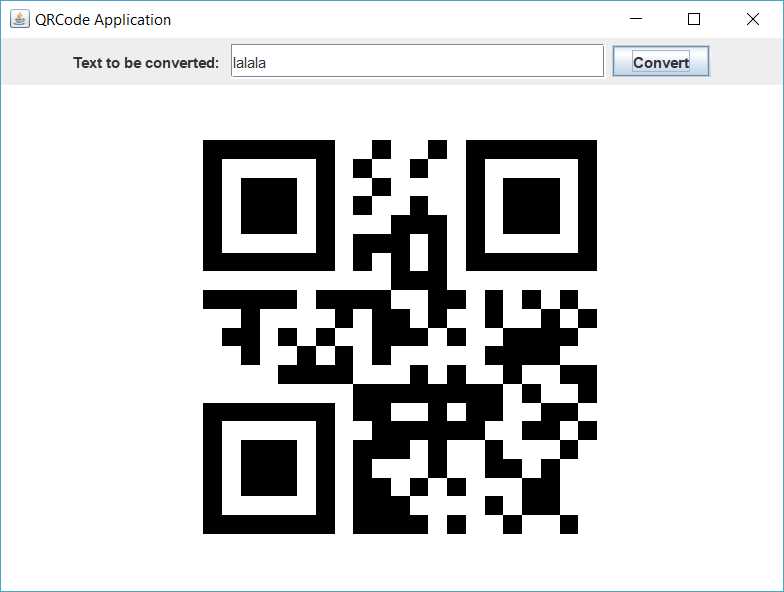 QRCode Application
Text to be converted: lalala Convert